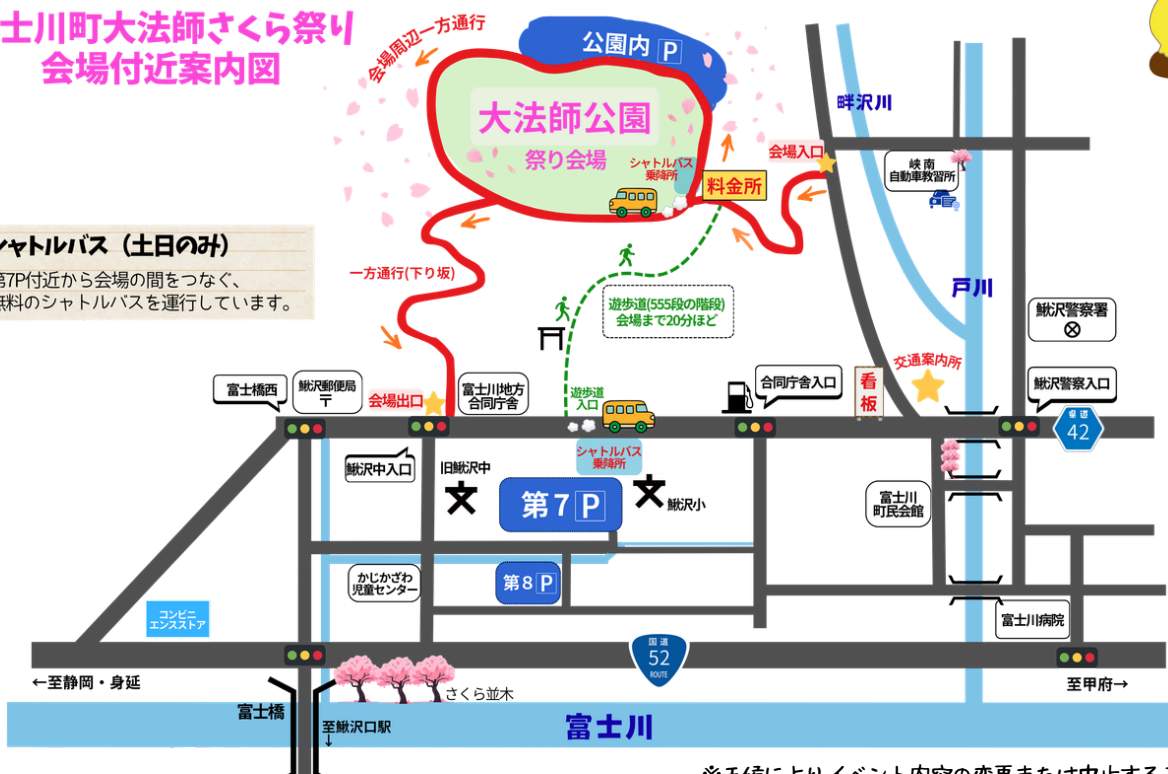 士川町大法師さくら祭り
会場付近案内図
会場周辺一方通行
公園内 P
大法師公園
祭り会場
シャトルバス
乗降所
料金所
会場入口
畔沢川
峡南
自動車教習所
戸川
シャトルバス（土日のみ）
第7P付近から会場の間をつなぐ、
無料のシャトルバスを運行しています。
一方通行(下り坂)
遊歩道(555段の階段)
会場まで20分ほど
鰍沢警察署
交通案内所
富士橋西
鰍沢郵便局
〒
会場出口
富士川地方
合同庁舎
遊歩道
入口
合同庁舎入口
看板
鰍沢警察入口
県道
42
鰍沢中入口
旧鰍沢中
文
シャトルバス
乗降所
第7 P
文
鰍沢小
富士川
町民会館
かじかざわ
児童センター
第8 P
コンビニ
エンスストア
富士川病院
国道
52
ROUTE
←至静岡・身延
至甲府→
さくら並木
富士橋
至鰍沢口駅
↓
富士川